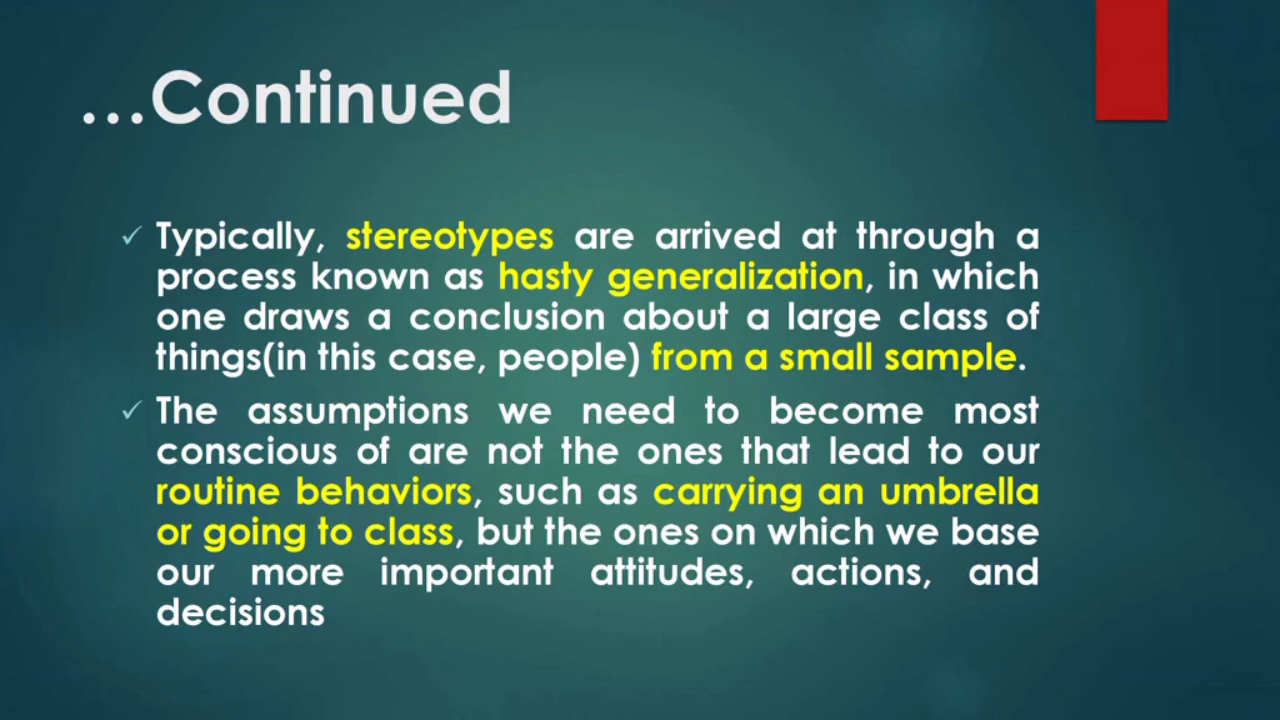 ...Continued
Typically, stereotypes are arrived at through a
process known as hasty generalization, in which
one draws a conclusion about a large class of
things(in this case, people) from a small sample.
The assumptions we need to become most
conscious of are not the ones that lead to our
routine behaviors, such as carrying an umbrella
or going to class, but the ones on which we base
our more important attitudes, actions, and
decisions